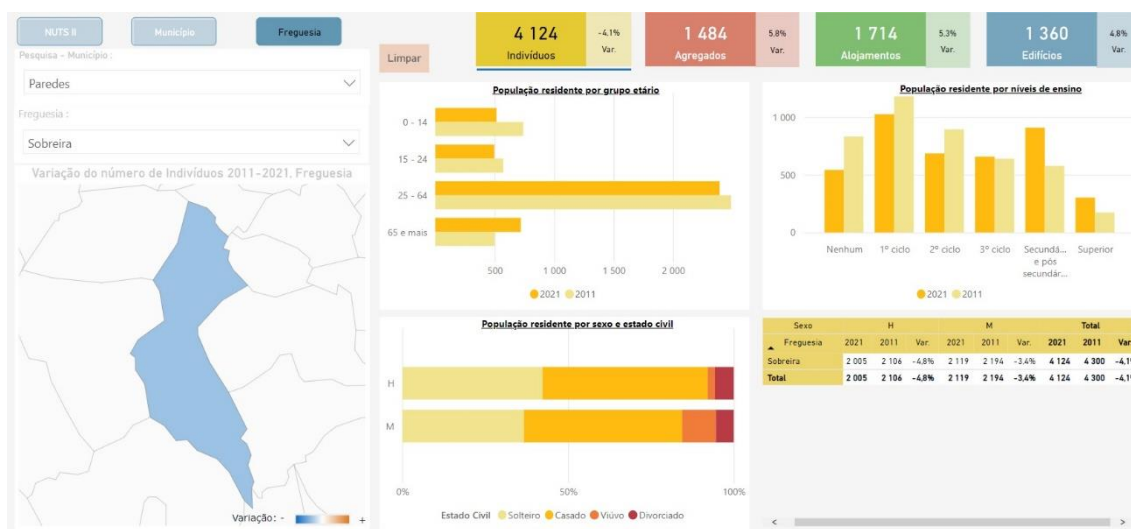 NUTS II
Município
Freguesia
Limpar
4 124
Indivíduos
-4,1%
Var.
1 484
Agregados
5.8%
Var.
1 714
Alojamentos
5.3%
Var.
1 360
Edifícios
4.8%
Var.
Pesquisa - Município :
Paredes
Freguesia :
Sobreira
Variação do número de Indivíduos 2011-2021, Freguesia
Variação: - +
População residente por grupo etário
0 - 14
15 - 24
25 - 64
65 e mais
500 1 000 1 500 2 000
2021 2011
População residente por níveis de ensino
1 000
500
0
Nenhum 1º ciclo 2º ciclo 3º ciclo Secundá... e pós secundár... Superior
2021 2011
População residente por sexo e estado civil
H
M
0% 50% 100%
Estado Civil Solteiro Casado Viúvo Divorciado
Sexo H M Total
Freguesia 2021 2011 Var. 2021 2011 Var. 2021 2011 Var
Sobreira 2 005 2 106 -4,8% 2 119 2 194 -3,4% 4 124 4 300 -4,1%
Total 2 005 2 106 -4,8% 2 119 2 194 -3,4% 4 124 4 300 -4,1%